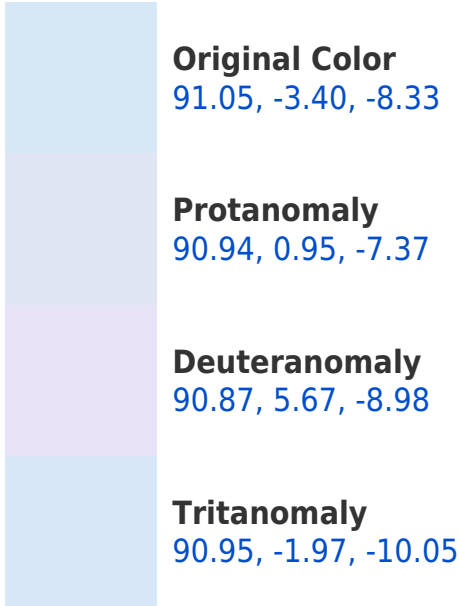 Original Color
91.05, -3.40, -8.33
Protanomaly
90.94, 0.95, -7.37
Deuteranomaly
90.87, 5.67, -8.98
Tritanomaly
90.95, -1.97, -10.05